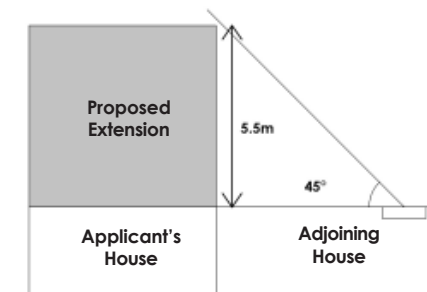 Proposed
Extension
5.5m
45°
Applicant's
House
Adjoining
House